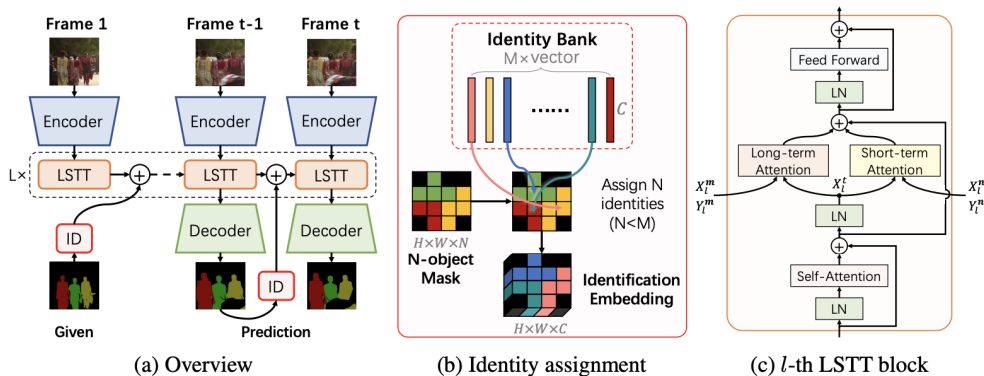 Frame 1
Frame t-1
Frame t
Encoder
Encoder
Encoder
L×
LSTT
LSTT
LSTT
ID
Decoder
Decoder
ID
Given
Prediction
(a) Overview
Identity Bank
M×vector
......
C
Assign N
identities
(N<M)
H×W×N
N-object
Mask
Identification
Embedding
H×W×C
(b) Identity assignment
Feed Forward
LN
Long-term
Attention
Short-term
Attention
X_l^m
Y_l^m
X_l^t
X_l^n
Y_l^n
LN
Self-Attention
LN
(c) l-th LSTT block